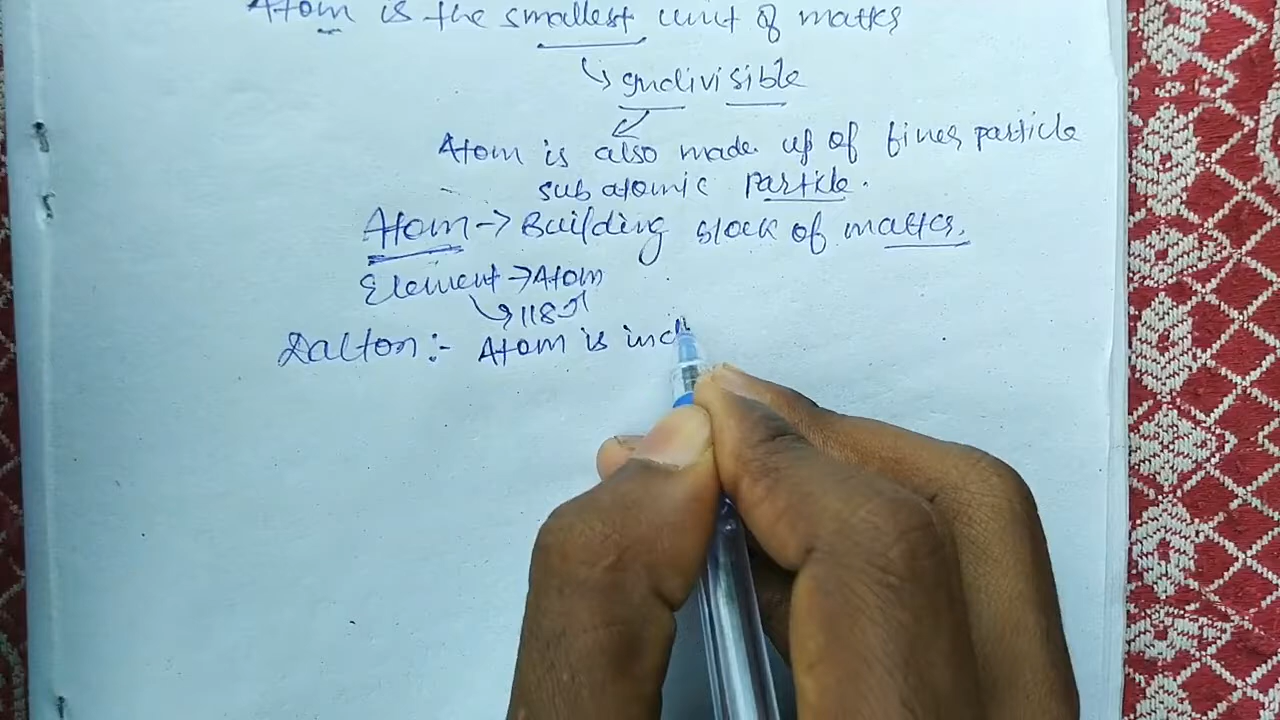 Atom is the smallest unit of matter
↳ Indivisible
Atom is also made up of finer particle
sub atomic particle.
Atom → Building block of matter.
Element → Atom
↳ 118
Dalton :- Atom is ind